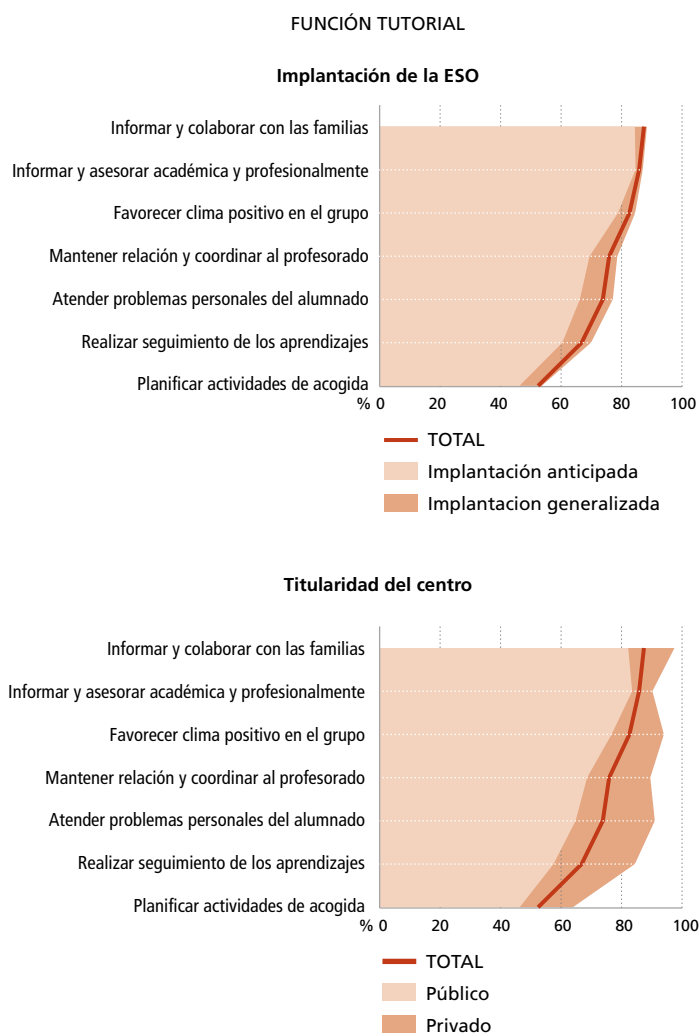 FUNCIÓN TUTORIAL
Implantación de la ESO
Informar y colaborar con las familias
Informar y asesorar académica y profesionalmente
Favorecer clima positivo en el grupo
Mantener relación y coordinar al profesorado
Atender problemas personales del alumnado
Realizar seguimiento de los aprendizajes
Planificar actividades de acogida
% 0 20 40 60 80 100
TOTAL
Implantación anticipada
Implantacion generalizada
Titularidad del centro
Informar y colaborar con las familias
Informar y asesorar académica y profesionalmente
Favorecer clima positivo en el grupo
Mantener relación y coordinar al profesorado
Atender problemas personales del alumnado
Realizar seguimiento de los aprendizajes
Planificar actividades de acogida
% 0 20 40 60 80 100
TOTAL
Público
Privado